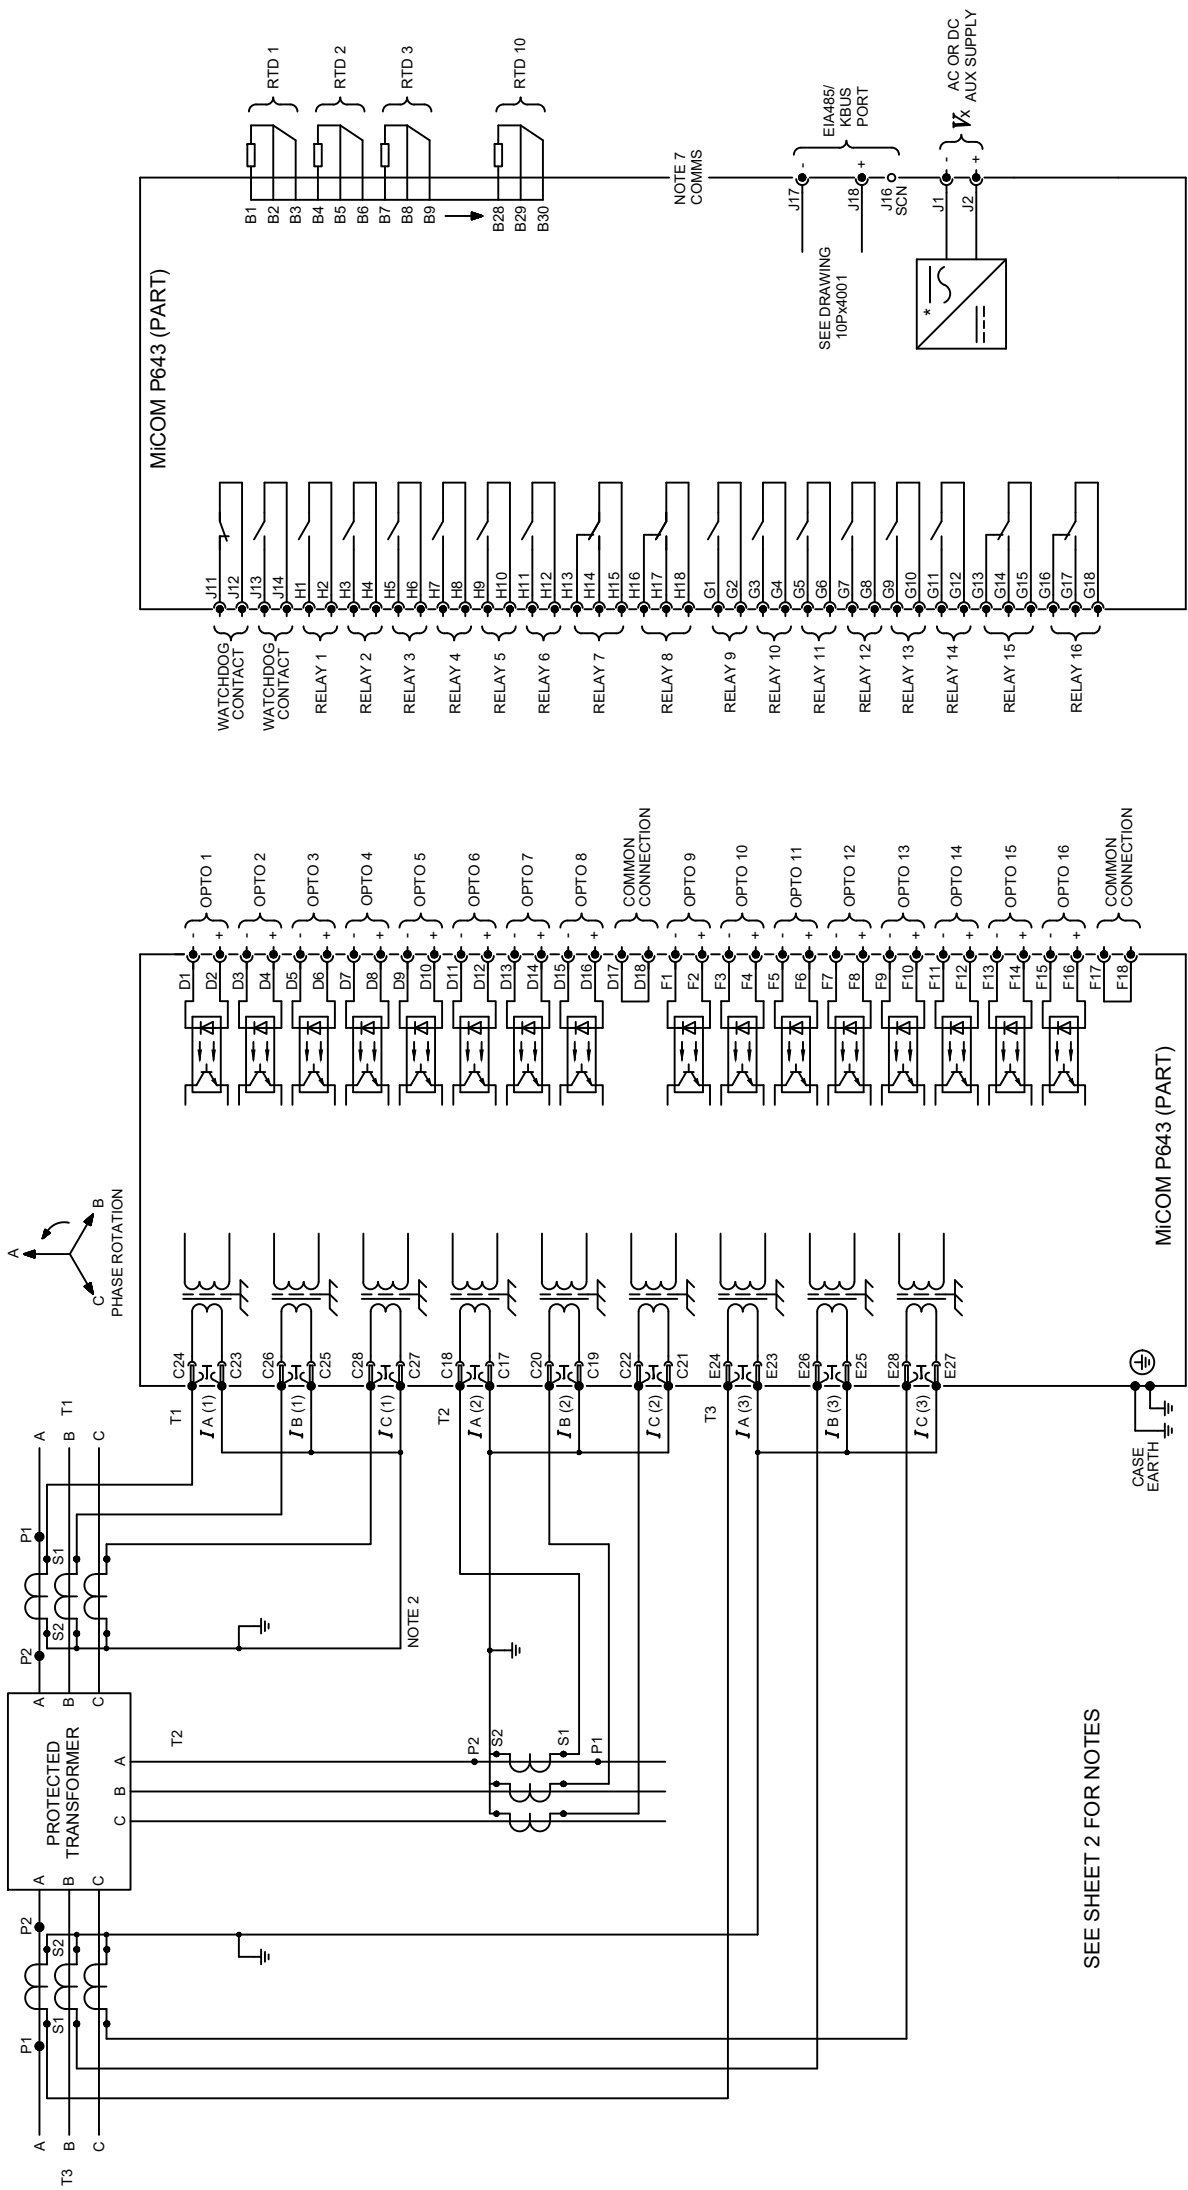 MiCOM P643 (PART)
B1
B2
B3
B4
B5
B6
B7
B8
B9
B28
B29
B30
RTD 1
RTD 2
RTD 3
RTD 10
NOTE 7
COMMS
J17
J18
J16
SCN
-
+
EIA485/
KBUS
PORT
SEE DRAWING
10Px4001
J1
J2
-
+
Vx
AC OR DC
AUX SUPPLY
*
J11
J12
J13
J14
H1
H2
H3
H4
H5
H6
H7
H8
H9
H10
H11
H12
H13
H14
H15
H16
H17
H18
G1
G2
G3
G4
G5
G6
G7
G8
G9
G10
G11
G12
G13
G14
G15
G16
G17
G18
WATCHDOG
CONTACT
WATCHDOG
CONTACT
RELAY 1
RELAY 2
RELAY 3
RELAY 4
RELAY 5
RELAY 6
RELAY 7
RELAY 8
RELAY 9
RELAY 10
RELAY 11
RELAY 12
RELAY 13
RELAY 14
RELAY 15
RELAY 16
OPTO 1
OPTO 2
OPTO 3
OPTO 4
OPTO 5
OPTO 6
OPTO 7
OPTO 8
COMMON
CONNECTION
OPTO 9
OPTO 10
OPTO 11
OPTO 12
OPTO 13
OPTO 14
OPTO 15
OPTO 16
COMMON
CONNECTION
-
+
-
+
-
+
-
+
-
+
-
+
-
+
-
+
-
+
-
+
-
+
-
+
-
+
-
+
-
+
-
+
D1
D2
D3
D4
D5
D6
D7
D8
D9
D10
D11
D12
D13
D14
D15
D16
D17
D18
F1
F2
F3
F4
F5
F6
F7
F8
F9
F10
F11
F12
F13
F14
F15
F16
F17
F18
MiCOM P643 (PART)
A
B
C
PHASE ROTATION
C24
C23
C26
C25
C28
C27
C18
C17
C20
C19
C22
C21
E24
E23
E26
E25
E28
E27
T1
I A (1)
I B (1)
I C (1)
T2
I A (2)
I B (2)
I C (2)
T3
I A (3)
I B (3)
I C (3)
CASE
EARTH
A
B
C
T1
P1
S1
S2
P2
NOTE 2
A
B
C
PROTECTED
TRANSFORMER
A
B
C
A
B
C
T2
P2
S2
S1
P1
P2
S2
S1
P1
A
B
C
T3
SEE SHEET 2 FOR NOTES